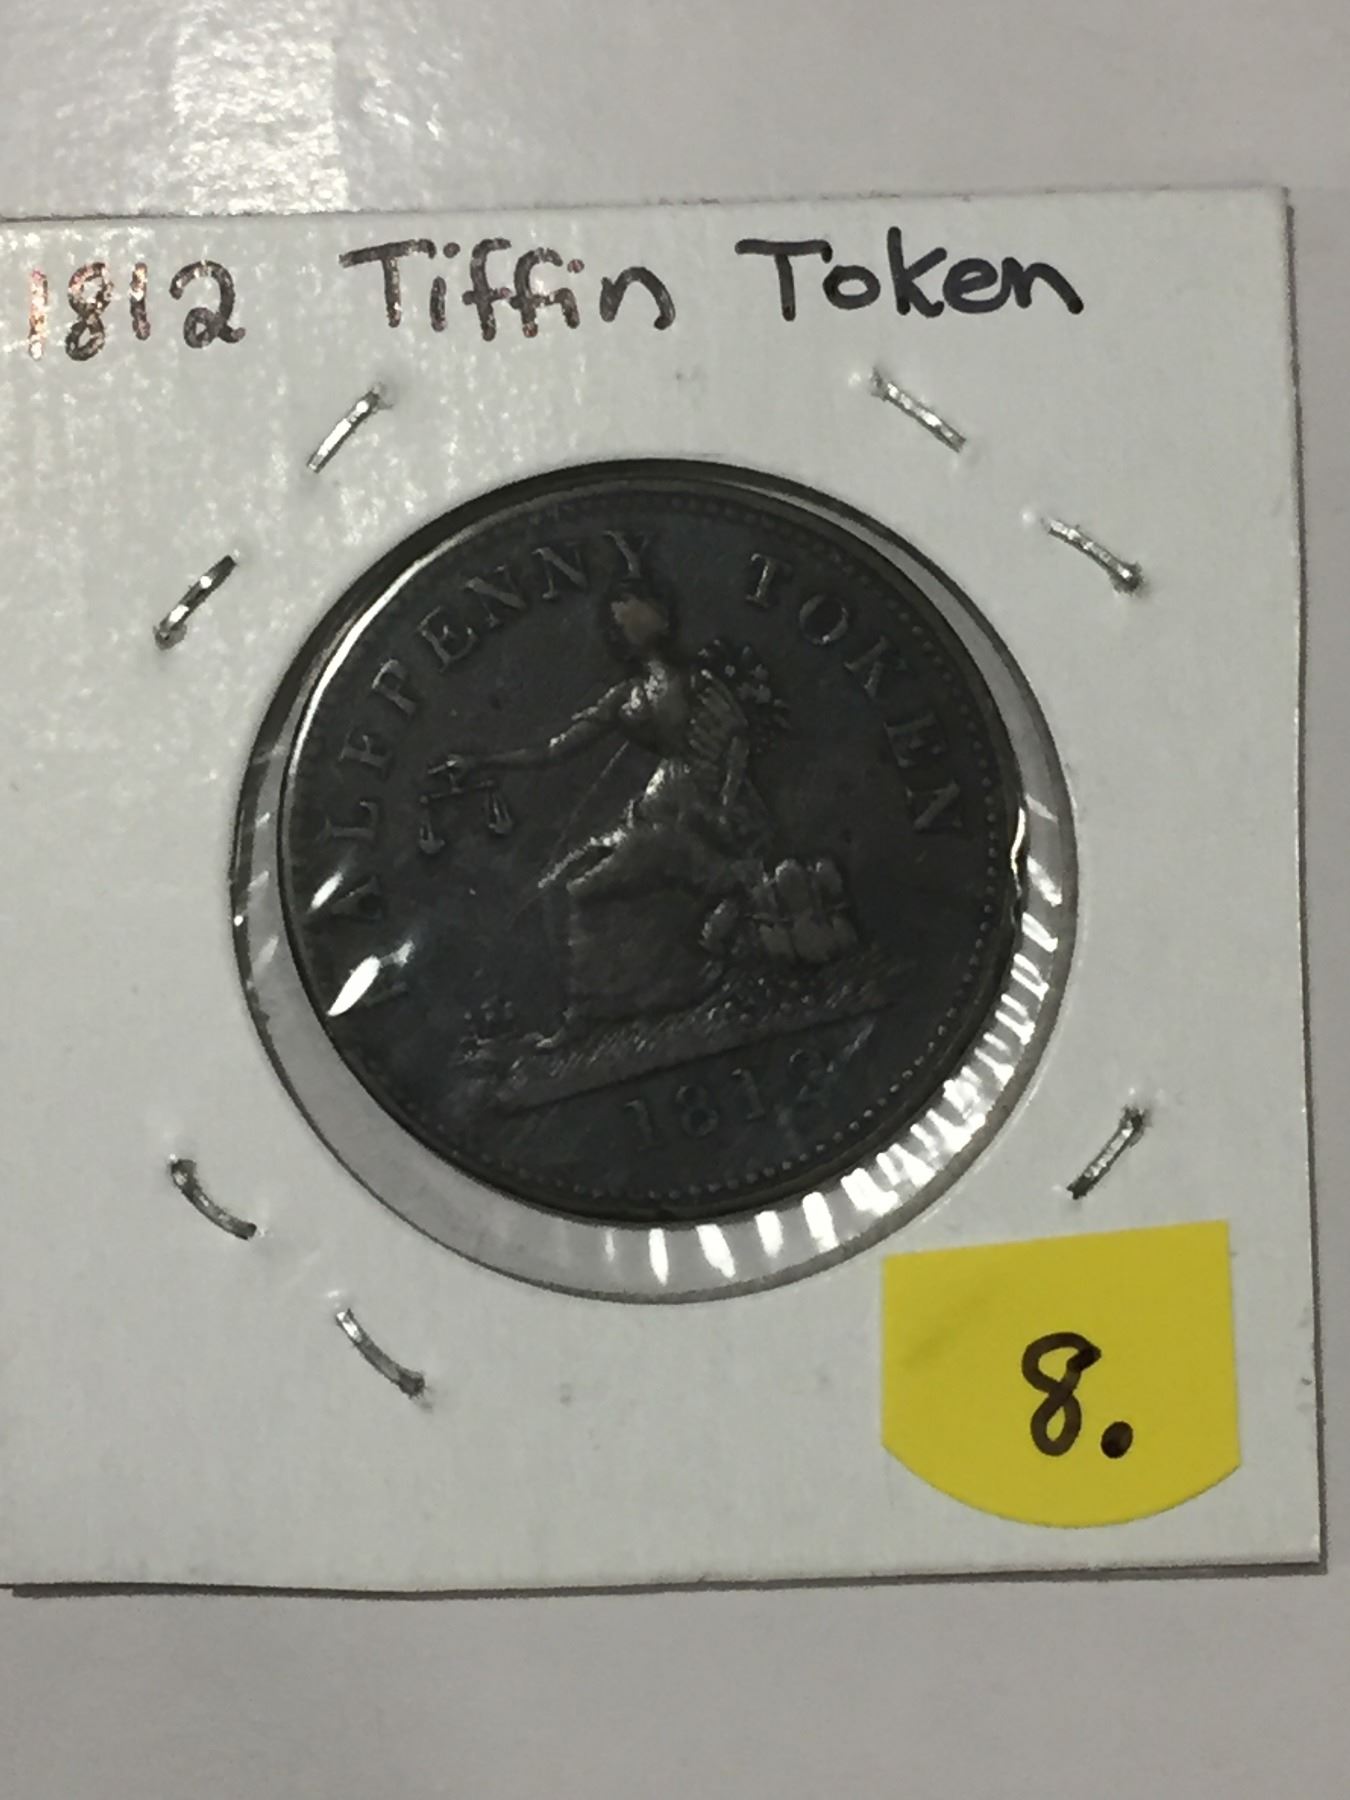 1812 Tiffin Token
HALFPENNY TOKEN
1812
8.